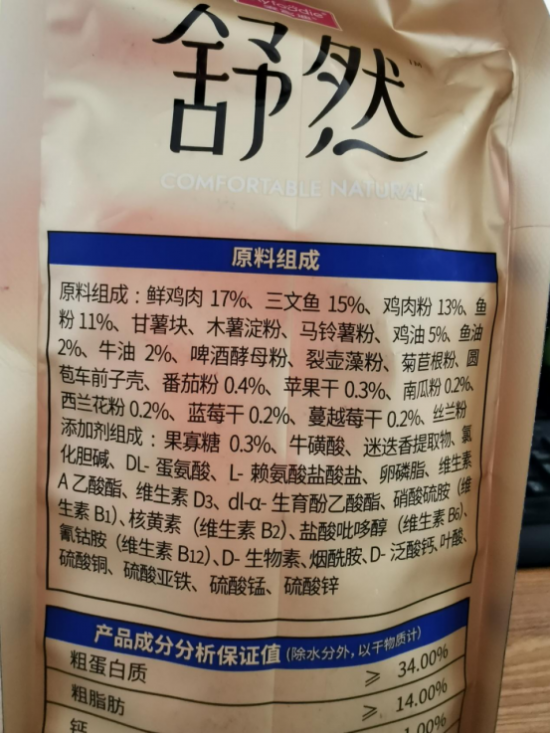 舒然
COMFORTABLE NATURAL
原料组成
原料组成：鲜鸡肉 17%、三文鱼 15%、鸡肉粉 13%、鱼
粉 11%、甘薯块、木薯淀粉、马铃薯粉、鸡油 5%、鱼油
2%、牛油 2%、啤酒酵母粉、裂壶藻粉、菊苣根粉、圆
苞车前子壳、番茄粉 0.4%、苹果干 0.3%、南瓜粉 0.2%、
西兰花粉 0.2%、蓝莓干 0.2%、蔓越莓干 0.2%、丝兰粉
添加剂组成：果寡糖 0.3%、牛磺酸、迷迭香提取物、氯
化胆碱、DL- 蛋氨酸、L- 赖氨酸盐酸盐、卵磷脂、维生素
A 乙酸酯、维生素 D3、dl-α- 生育酚乙酸酯、硝酸硫胺（维
生素 B1）、核黄素（维生素 B2）、盐酸吡哆醇（维生素 B6）、
氰钴胺（维生素 B12）、D- 生物素、烟酰胺、D- 泛酸钙、叶酸、
硫酸铜、硫酸亚铁、硫酸锰、硫酸锌
产品成分分析保证值（除水分外，以干物质计）
粗蛋白质 ≥ 34.00%
粗脂肪 ≥ 14.00%
钙 1.00%